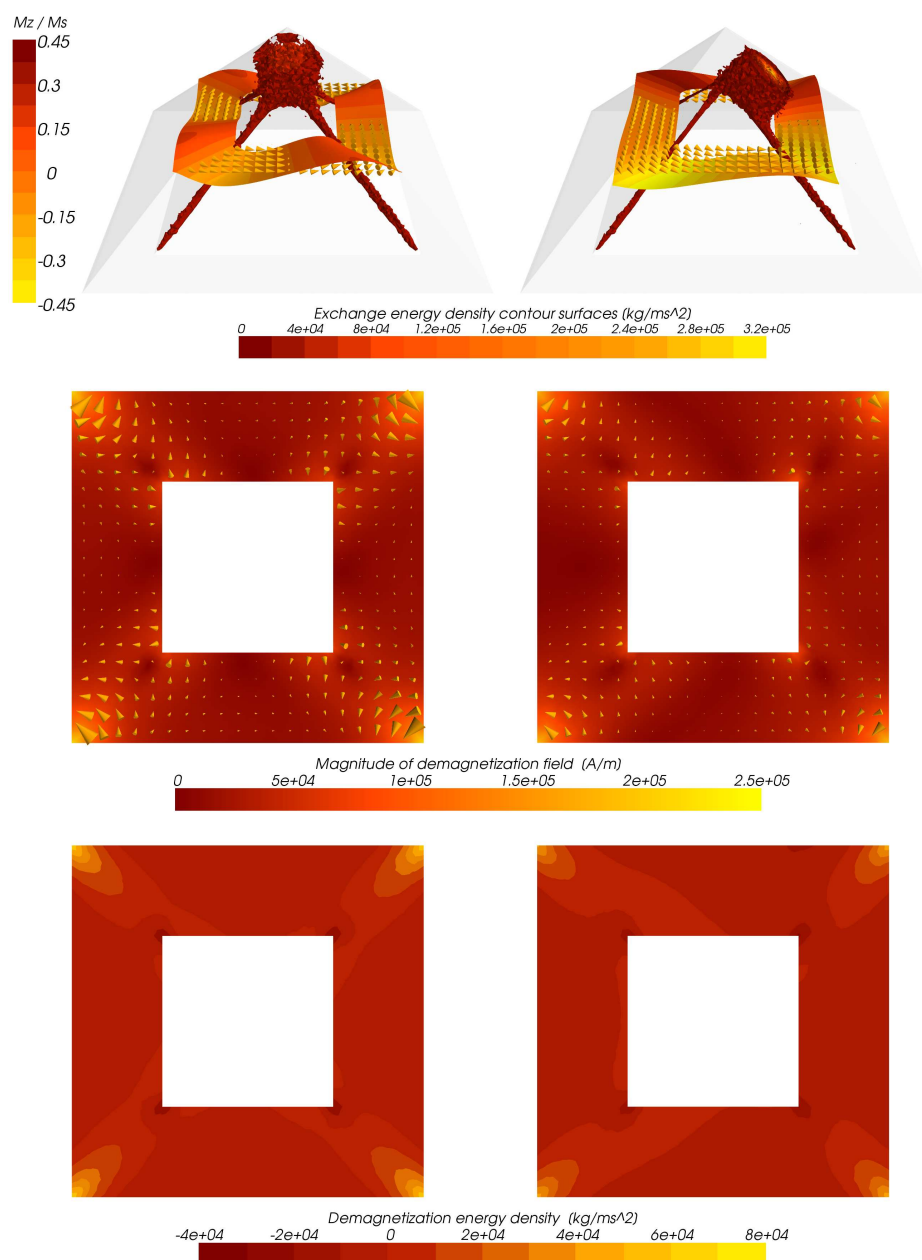 Mz / Ms
0.45
0.3
0.15
0
-0.15
-0.3
-0.45
Exchange energy density contour surfaces (kg/ms^2)
0 4e+04 8e+04 1.2e+05 1.6e+05 2e+05 2.4e+05 2.8e+05 3.2e+05
Magnitude of demagnetization field (A/m)
0 5e+04 1e+05 1.5e+05 2e+05 2.5e+05
Demagnetization energy density (kg/ms^2)
-4e+04 -2e+04 0 2e+04 4e+04 6e+04 8e+04